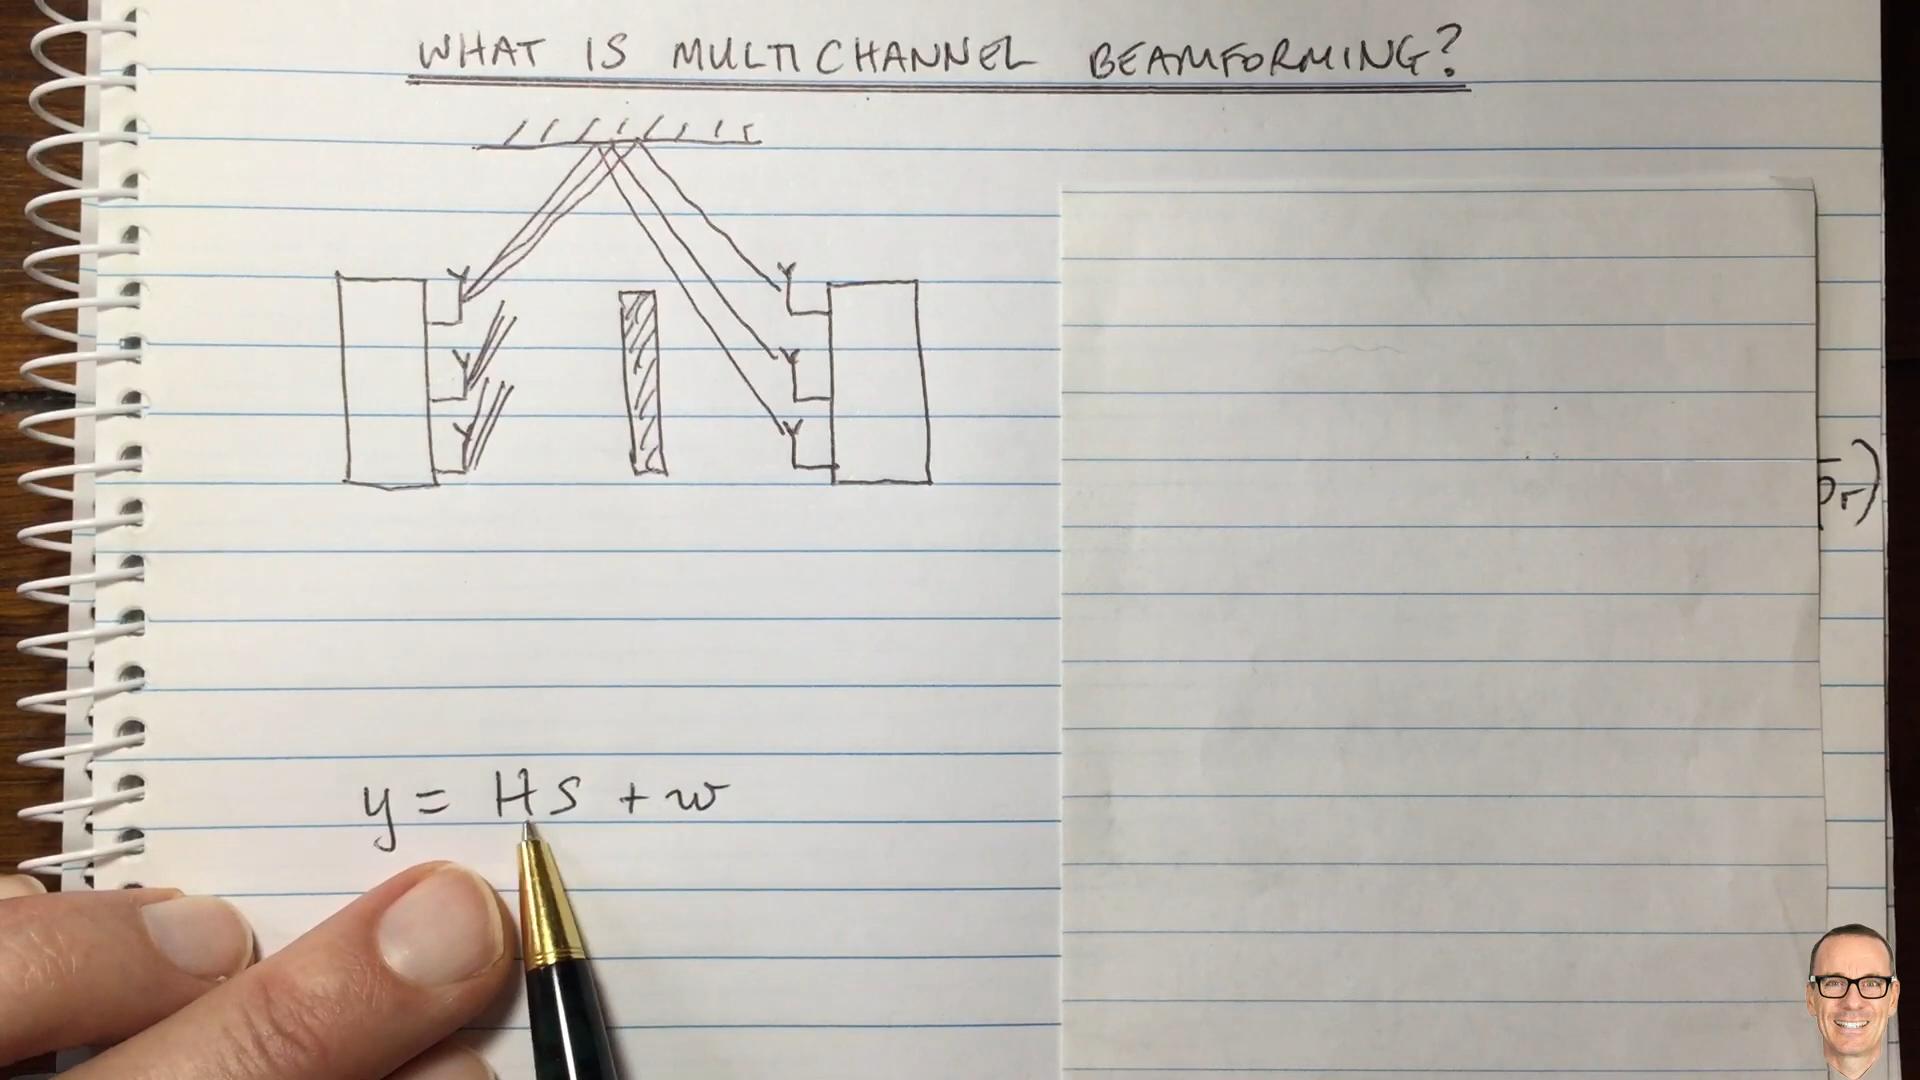 WHAT IS MULTICHANNEL BEAMFORMING?
y = HS + w